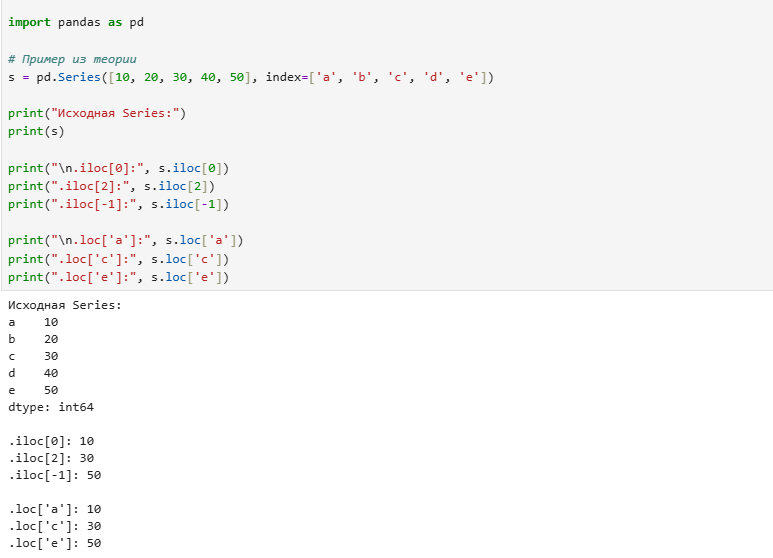 import pandas as pd
# Пример из теории
s = pd.Series([10, 20, 30, 40, 50], index=['a', 'b', 'c', 'd', 'e'])
print("Исходная Series:")
print(s)
print("\n.iloc[0]:", s.iloc[0])
print(".iloc[2]:", s.iloc[2])
print(".iloc[-1]:", s.iloc[-1])
print("\n.loc['a']:", s.loc['a'])
print(".loc['c']:", s.loc['c'])
print(".loc['e']:", s.loc['e'])
Исходная Series:
a    10
b    20
c    30
d    40
e    50
dtype: int64
.iloc[0]: 10
.iloc[2]: 30
.iloc[-1]: 50
.loc['a']: 10
.loc['c']: 30
.loc['e']: 50